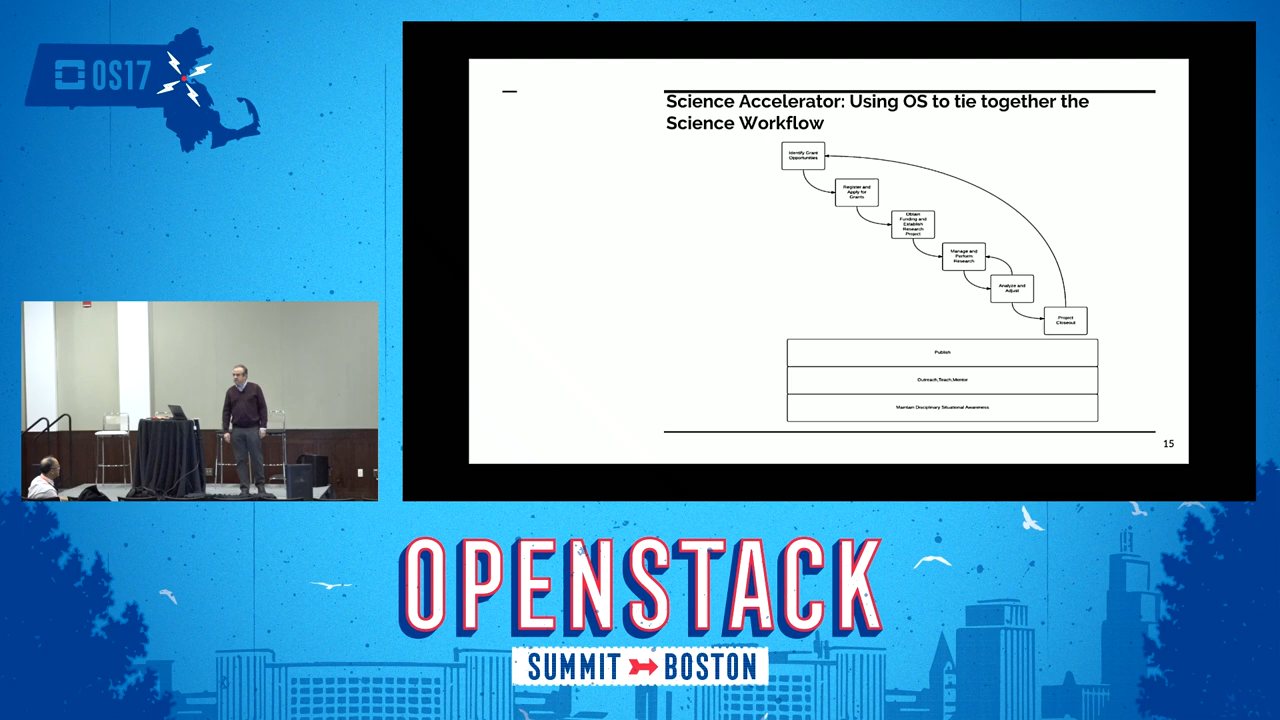 OS17
Science Accelerator: Using OS to tie together the
Science Workflow
Identify Grant
Opportunities
Register and
Apply for
Grants
Obtain
Funding and
Establish
Research
Project
Manage and
Perform
Research
Analyze and
Adjust
Project
Closeout
Publish
Outreach,Teach,Mentor
Maintain Disciplinary Situational Awareness
15
OPENSTACK
SUMMIT BOSTON